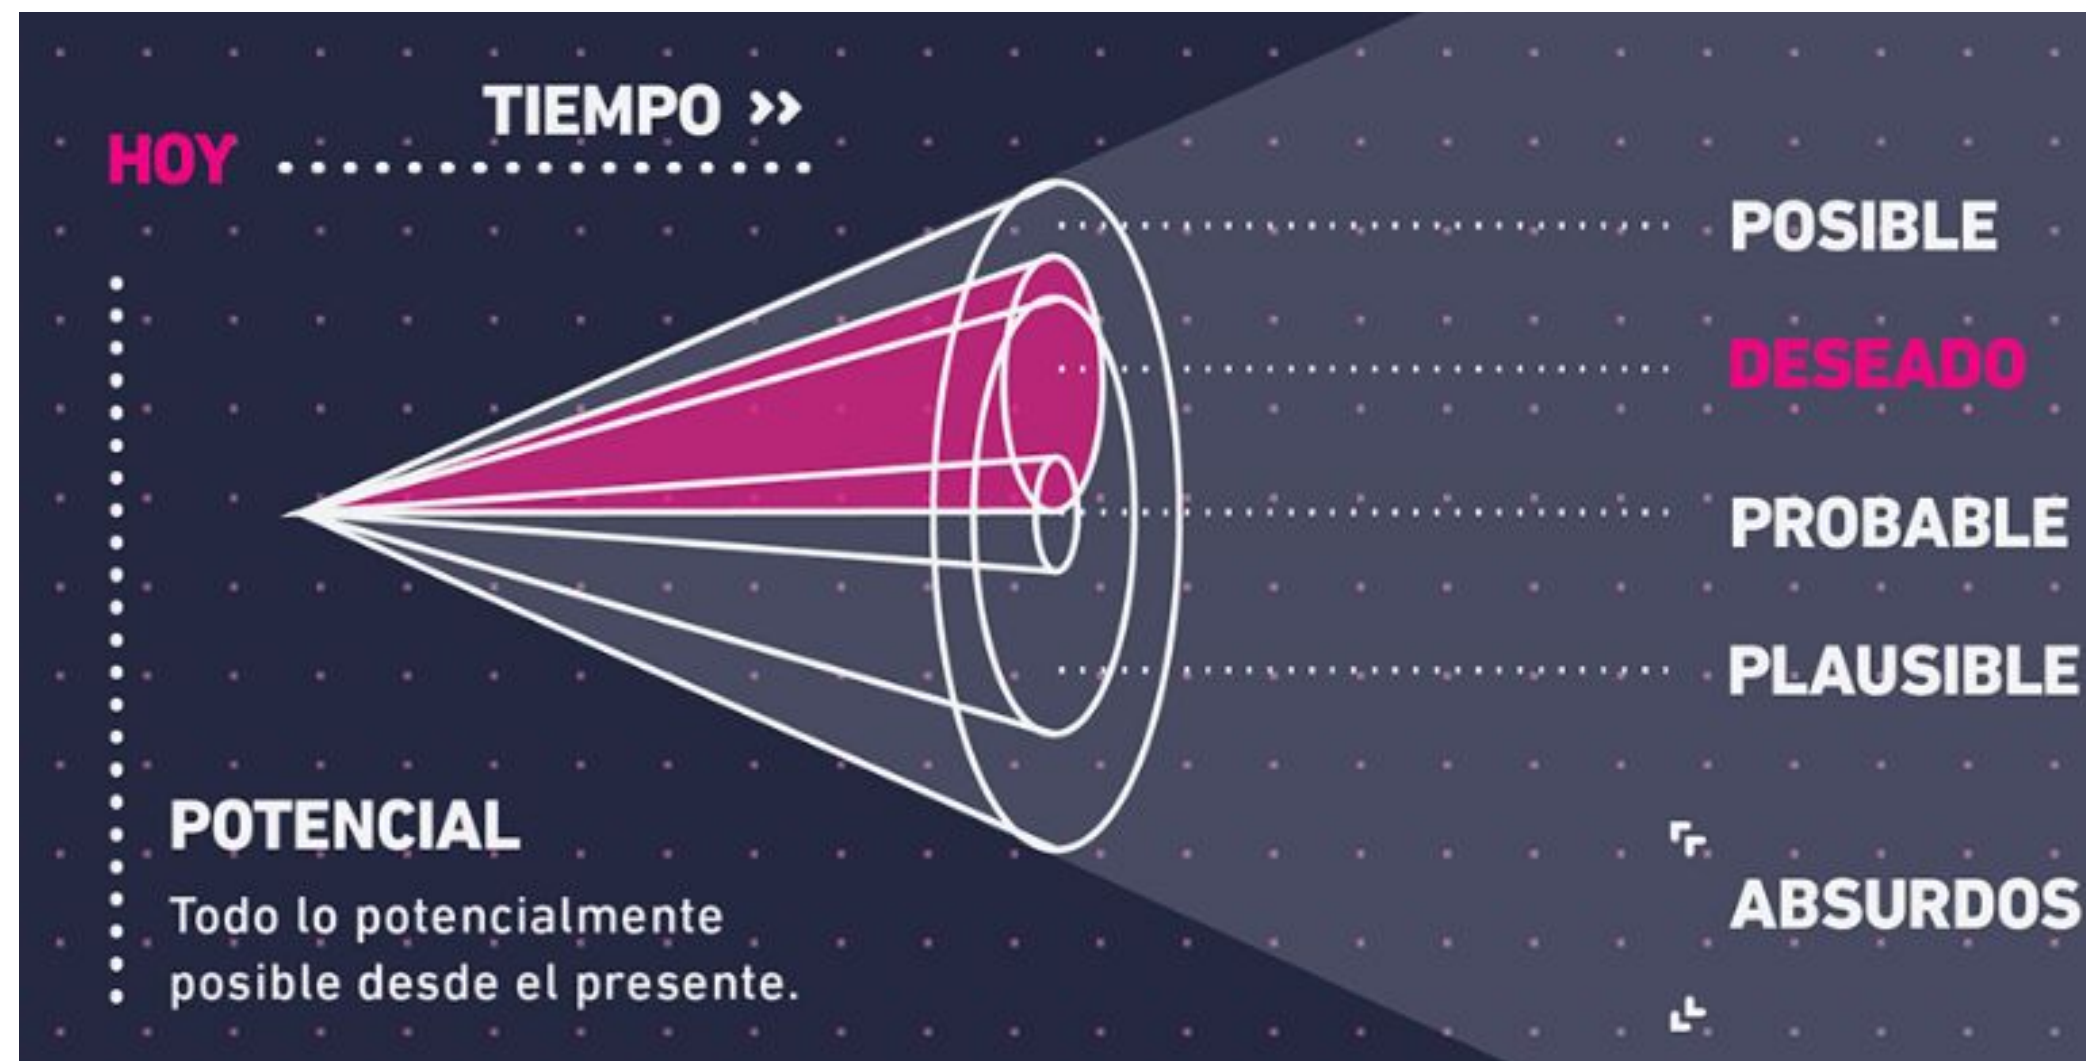 TIEMPO >>
HOY
POSIBLE
DESEADO
PROBABLE
PLAUSIBLE
POTENCIAL
Todo lo potencialmente
posible desde el presente.
ABSURDOS